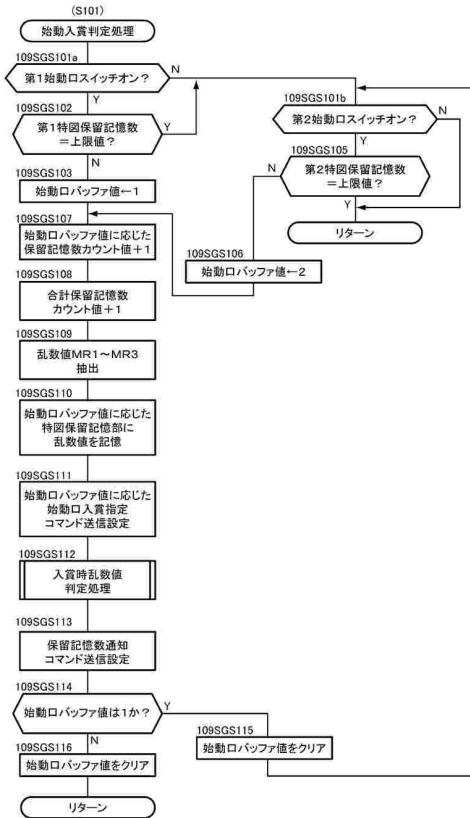 (S101)
始動入賞判定処理
109SGS101a
第1始動口スイッチオン?
N
Y
109SGS102
第1特図保留記憶数
=上限値?
Y
N
109SGS103
始動口バッファ値←1
109SGS107
始動口バッファ値に応じた
保留記憶数カウント値+1
109SGS108
合計保留記憶数
カウント値+1
109SGS109
乱数値MR1~MR3
抽出
109SGS110
始動口バッファ値に応じた
特図保留記憶部に
乱数値を記憶
109SGS111
始動口バッファ値に応じた
始動口入賞指定
コマンド送信設定
109SGS112
入賞時乱数値
判定処理
109SGS113
保留記憶数通知
コマンド送信設定
109SGS114
始動口バッファ値は1か?
Y
N
109SGS116
始動口バッファ値をクリア
リターン
109SGS115
始動口バッファ値をクリア
109SGS101b
第2始動口スイッチオン?
N
Y
109SGS105
第2特図保留記憶数
=上限値?
N
Y
リターン
109SGS106
始動口バッファ値←2